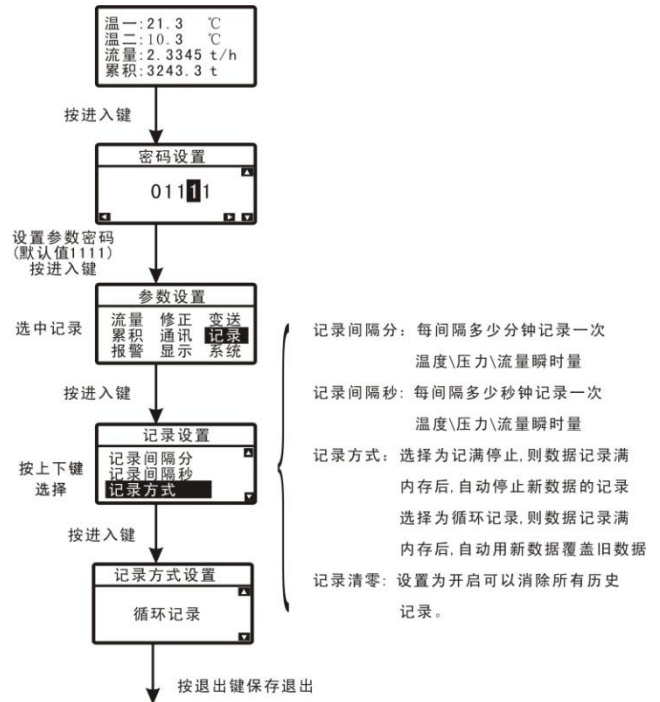 温一:21.3 ℃
温二:10.3 ℃
流量:2.3345 t/h
累积:3243.3 t
按进入键
密码设置
01111
设置参数密码
(默认值1111)
按进入键
参数设置
流量 修正 变送
累积 通讯 记录
报警 显示 系统
选中记录
按进入键
记录设置
记录间隔分
记录间隔秒
记录方式
按上下键
选择
按进入键
记录方式设置
循环记录
按退出键保存退出
记录间隔分：每间隔多少分钟记录一次
温度\压力\流量瞬时量
记录间隔秒：每间隔多少秒钟记录一次
温度\压力\流量瞬时量
记录方式：选择为记满停止,则数据记录满
内存后,自动停止新数据的记录
选择为循环记录,则数据记录满
内存后,自动用新数据覆盖旧数据
记录清零：设置为开启可以消除所有历史
记录。